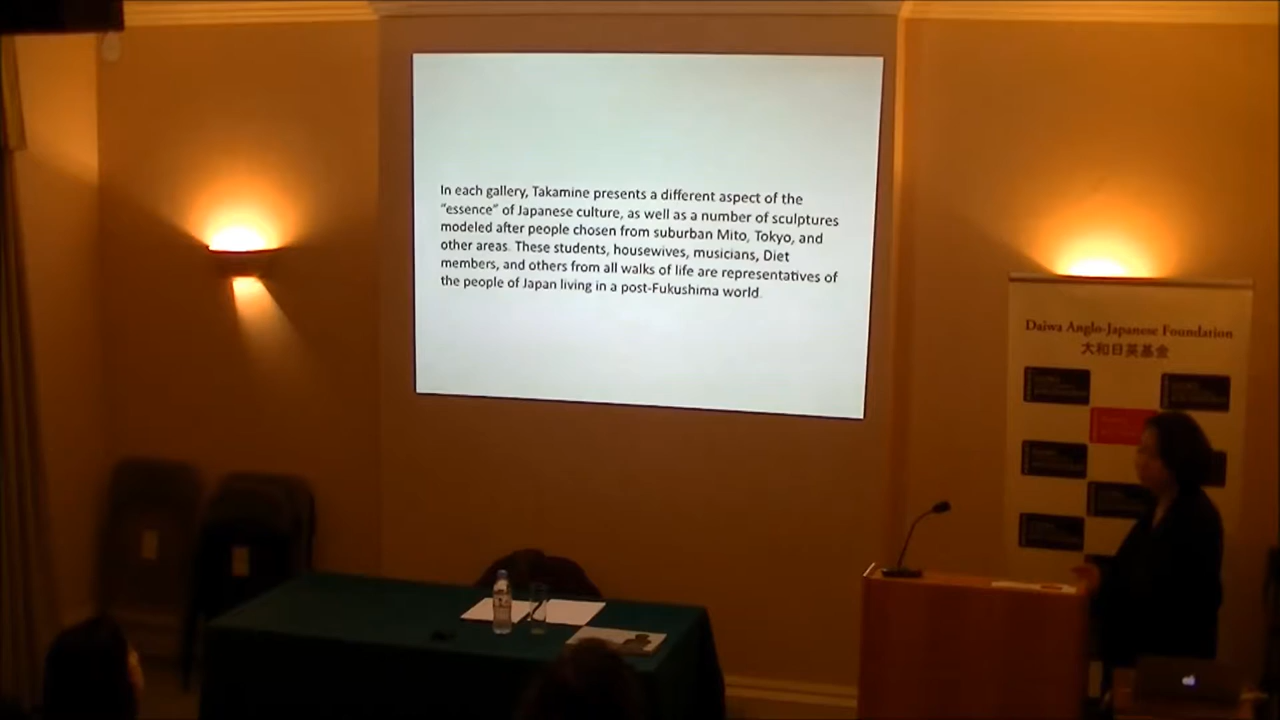 In each gallery, Takamine presents a different aspect of the
"essence" of Japanese culture, as well as a number of sculptures
modeled after people chosen from suburban Mito, Tokyo, and
other areas. These students, housewives, musicians, Diet
members, and others from all walks of life are representatives of
the people of Japan living in a post-Fukushima world.
Daiwa Anglo-Japanese Foundation
大和日英基金